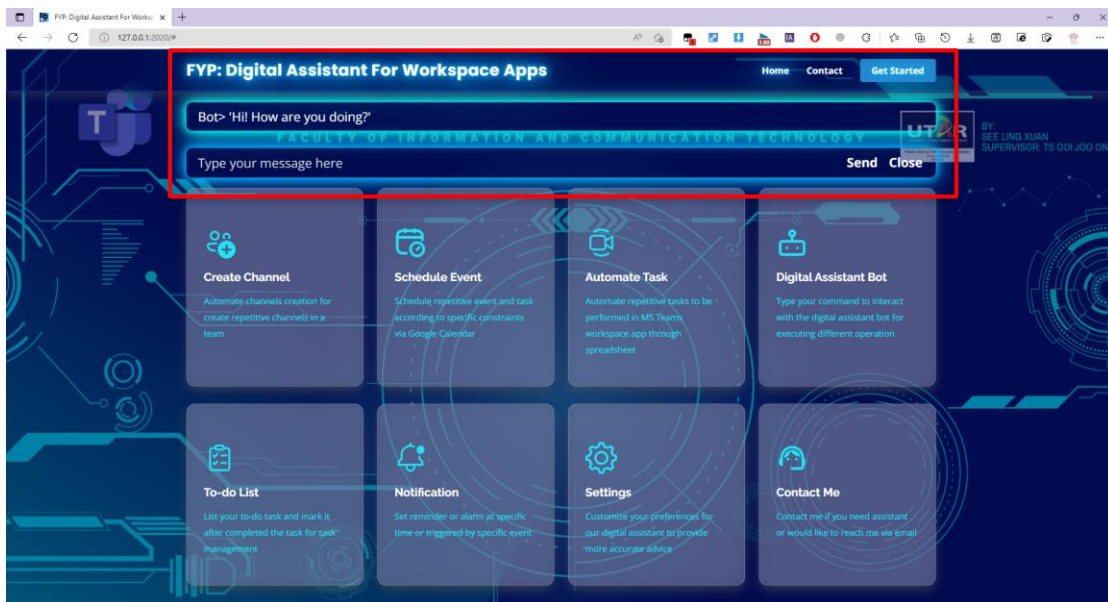 FYP: Digital Assistant For Works
127.0.0.1:2020/#
FYP: Digital Assistant For Workspace Apps
Home Contact Get Started
Bot> 'Hi! How are you doing?'
FACULTY OF INFORMATION AND COMMUNICATION TECHNOLOGY
UTAR
BY:
SEE LING XUAN
SUPERVISOR: TS OOI JOO ON
T
Type your message here
Send Close
Create Channel
Automate channels creation for
create repetitive channels in a
team
Schedule Event
Schedule repetitive event and task
according to specific constraints
via Google Calendar
Automate Task
Automate repetitive tasks to be
performed in MS Teams
workspace app through
spreadsheet
Digital Assistant Bot
Type your command to interact
with the digital assistant bot for
executing different operation
To-do List
List your to-do task and mark it
after completed the task for task
management
Notification
Set reminder or alarm at specific
time or triggered by specific event
Settings
Customize your preferences for
our digital assistant to provide
more accurate advice
Contact Me
Contact me if you need assistant
or would like to reach me via email